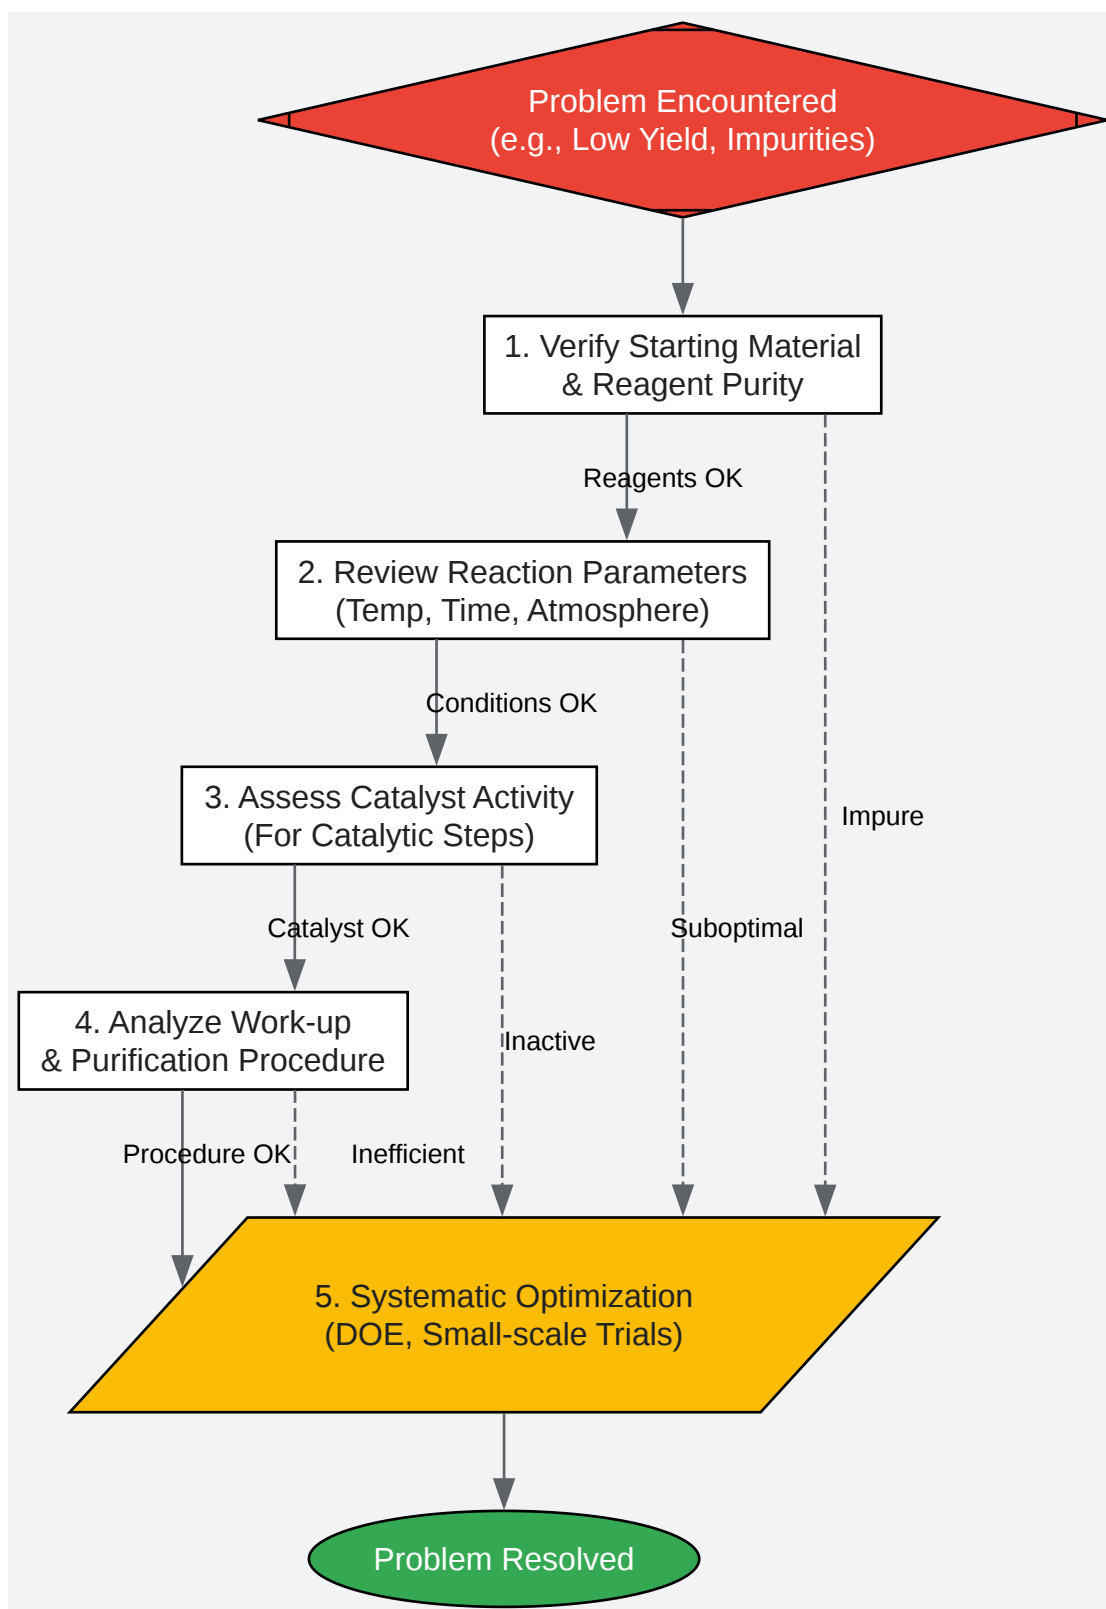 Problem Encountered
(e.g., Low Yield, Impurities)
1. Verify Starting Material
& Reagent Purity
Reagents OK
2. Review Reaction Parameters
(Temp, Time, Atmosphere)
Conditions OK
3. Assess Catalyst Activity
(For Catalytic Steps)
Impure
Catalyst OK
Suboptimal
4. Analyze Work-up
& Purification Procedure
Inactive
Procedure OK
Inefficient
5. Systematic Optimization
(DOE, Small-scale Trials)
Problem Resolved